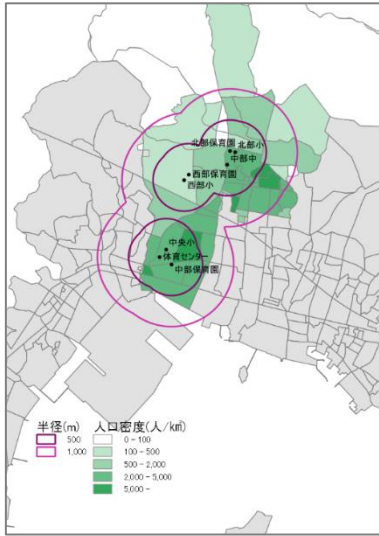 北部保育園 北部小
中部中
西部保育園
西部小
中央小
体育センター
中部保育園
半径(m)
500
1,000
人口密度(人/k㎡)
0 - 100
100 - 500
500 - 2,000
2,000 - 5,000
5,000 -